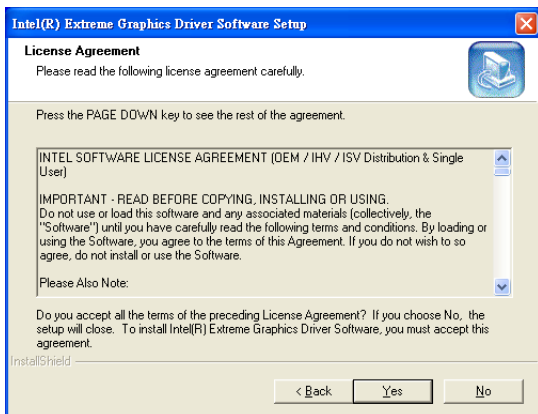 Intel(R) Extreme Graphics Driver Software Setup
License Agreement
Please read the following license agreement carefully.
Press the PAGE DOWN key to see the rest of the agreement.
INTEL SOFTWARE LICENSE AGREEMENT (OEM / IHV / ISV Distribution & Single
User)
IMPORTANT - READ BEFORE COPYING, INSTALLING OR USING.
Do not use or load this software and any associated materials (collectively, the
"Software") until you have carefully read the following terms and conditions. By loading or
using the Software, you agree to the terms of this Agreement. If you do not wish to so
agree, do not install or use the Software.
Please Also Note:
Do you accept all the terms of the preceding License Agreement? If you choose No, the
setup will close. To install Intel(R) Extreme Graphics Driver Software, you must accept this
agreement.
InstallShield
< Back
Yes
No